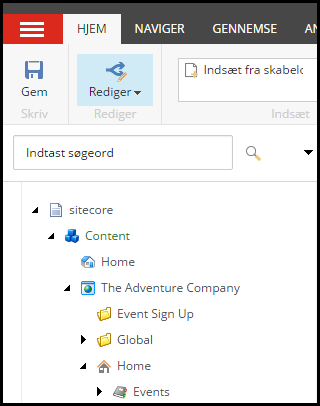 HJEM NAVIGER GENNEMSE
Gem Rediger Indsæt fra skabelo
Skriv Rediger Indsæt
Indtast søgeord
sitecore
Content
Home
The Adventure Company
Event Sign Up
Global
Home
Events